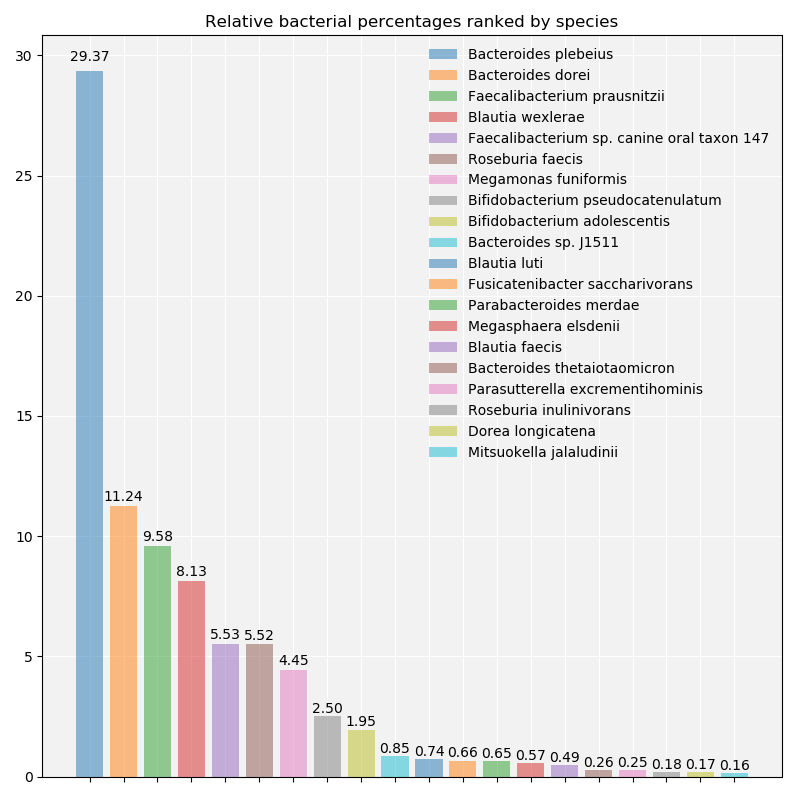 Relative bacterial percentages ranked by species
30
25
20
15
10
5
0
29.37
11.24
9.58
8.13
5.53
5.52
4.45
2.50
1.95
0.85
0.74
0.66
0.65
0.57
0.49
0.26
0.25
0.18
0.17
0.16
Bacteroides plebeius
Bacteroides dorei
Faecalibacterium prausnitzii
Blautia wexlerae
Faecalibacterium sp. canine oral taxon 147
Roseburia faecis
Megamonas funiformis
Bifidobacterium pseudocatenulatum
Bifidobacterium adolescentis
Bacteroides sp. J1511
Blautia luti
Fusicatenibacter saccharivorans
Parabacteroides merdae
Megasphaera elsdenii
Blautia faecis
Bacteroides thetaiotaomicron
Parasutterella excrementihominis
Roseburia inulinivorans
Dorea longicatena
Mitsuokella jalaludinii